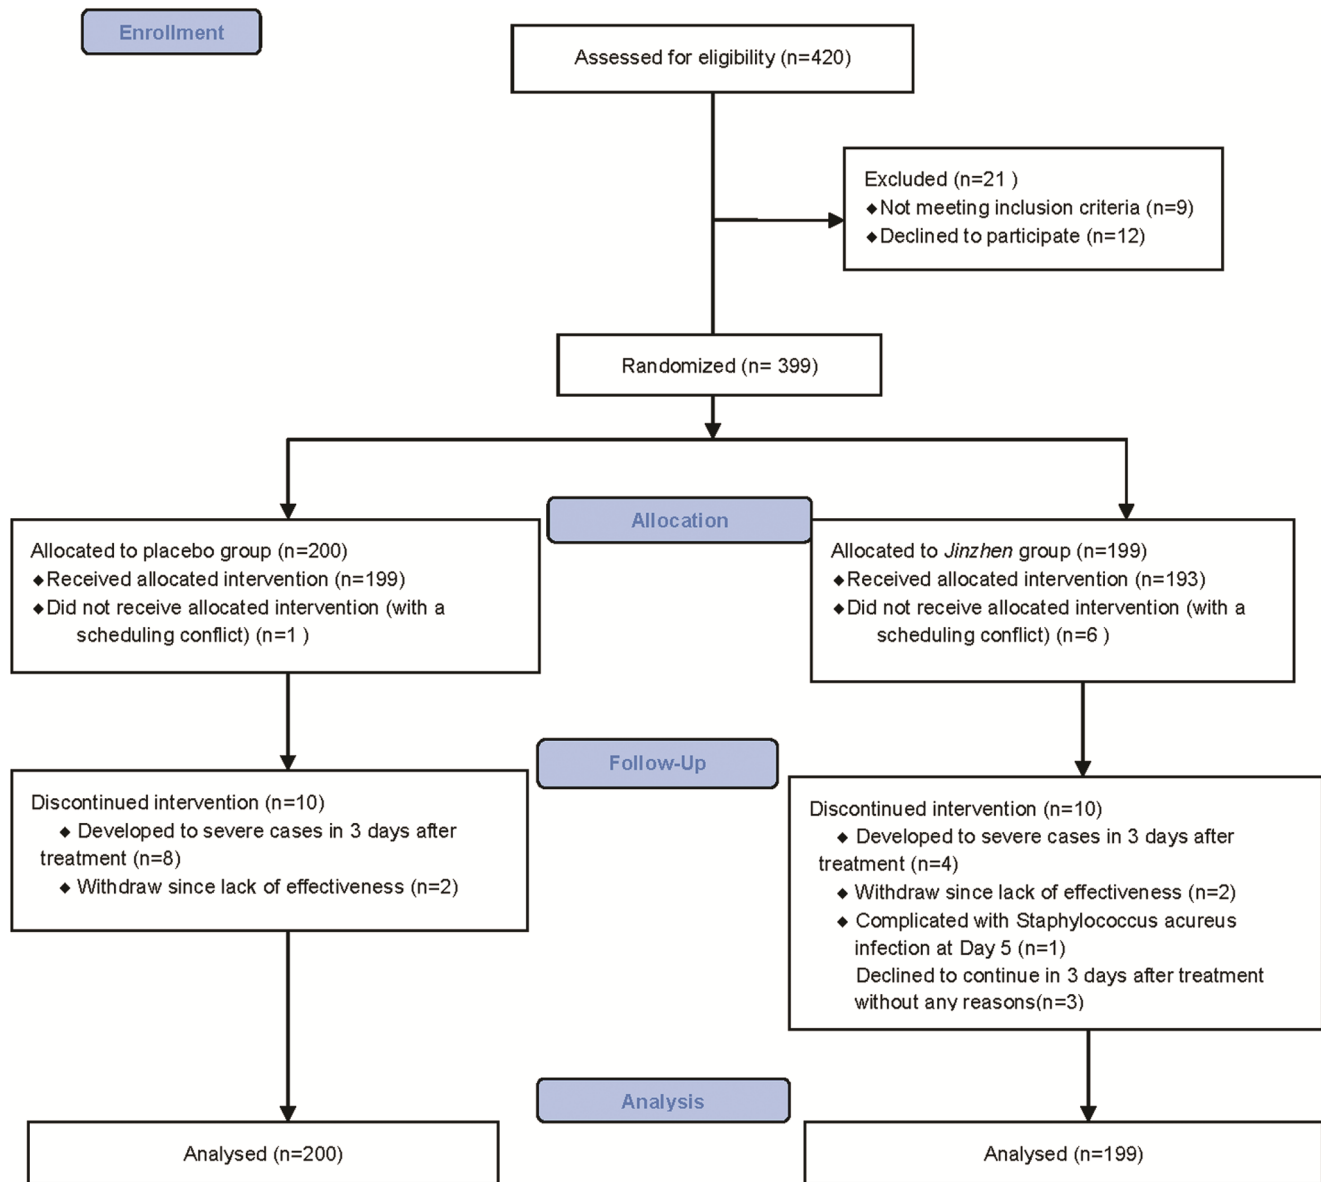 Enrollment
Assessed for eligibility (n=420)
Excluded (n=21 )
◆Not meeting inclusion criteria (n=9)
◆Declined to participate (n=12)
Randomized (n= 399)
Allocation
Allocated to placebo group (n=200)
◆Received allocated intervention (n=199)
◆Did not receive allocated intervention (with a
scheduling conflict) (n=1 )
Allocated to Jinzhen group (n=199)
◆Received allocated intervention (n=193)
◆Did not receive allocated intervention (with a
scheduling conflict) (n=6 )
Follow-Up
Discontinued intervention (n=10)
◆ Developed to severe cases in 3 days after
treatment (n=8)
◆ Withdraw since lack of effectiveness (n=2)
Discontinued intervention (n=10)
◆ Developed to severe cases in 3 days after
treatment (n=4)
◆ Withdraw since lack of effectiveness (n=2)
◆ Complicated with Staphylococcus acureus
infection at Day 5 (n=1)
Declined to continue in 3 days after treatment
without any reasons(n=3)
Analysis
Analysed (n=200)
Analysed (n=199)